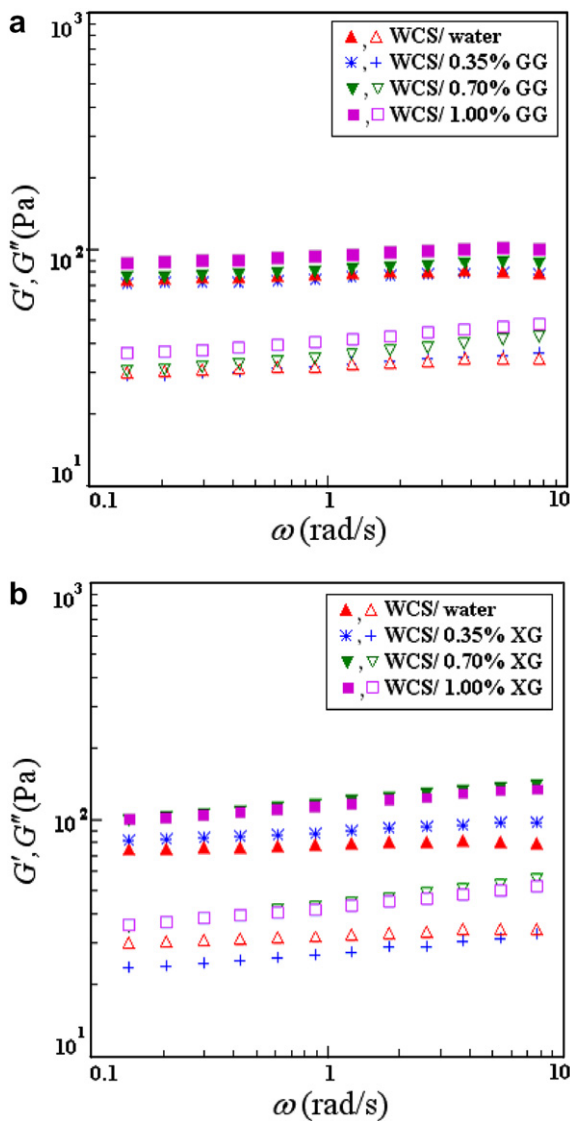 a
10³
10²
10¹
G′, G″(Pa)
, WCS/ water
, WCS/ 0.35% GG
, WCS/ 0.70% GG
, WCS/ 1.00% GG
0.1 1 10
ω (rad/s)
b
10³
10²
10¹
G′, G″(Pa)
, WCS/ water
, WCS/ 0.35% XG
, WCS/ 0.70% XG
, WCS/ 1.00% XG
0.1 1 10
ω (rad/s)